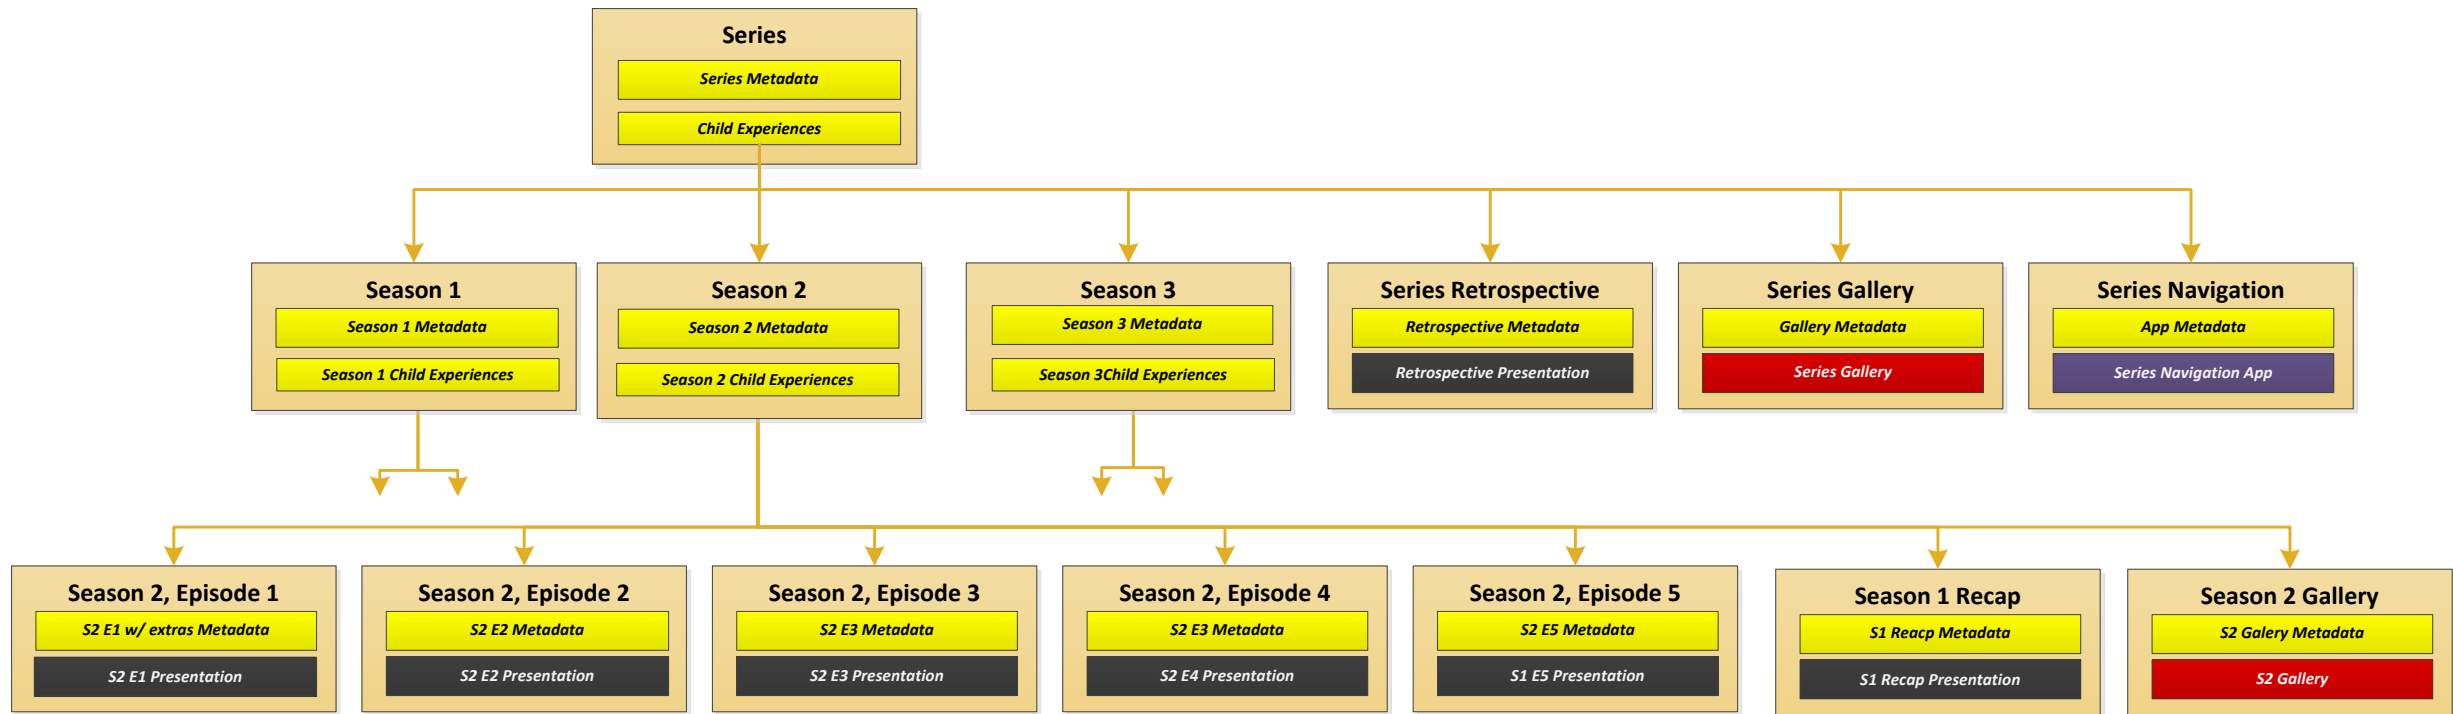 Series
Series Metadata
Child Experiences
Season 1
Season 1 Metadata
Season 1 Child Experiences
Season 2
Season 2 Metadata
Season 2 Child Experiences
Season 3
Season 3 Metadata
Season 3Child Experiences
Series Retrospective
Retrospective Metadata
Retrospective Presentation
Series Gallery
Gallery Metadata
Series Gallery
Series Navigation
App Metadata
Series Navigation App
Season 2, Episode 1
S2 E1 w/ extras Metadata
S2 E1 Presentation
Season 2, Episode 2
S2 E2 Metadata
S2 E2 Presentation
Season 2, Episode 3
S2 E3 Metadata
S2 E3 Presentation
Season 2, Episode 4
S2 E3 Metadata
S2 E4 Presentation
Season 2, Episode 5
S2 E5 Metadata
S1 E5 Presentation
Season 1 Recap
S1 Reacp Metadata
S1 Recap Presentation
Season 2 Gallery
S2 Galery Metadata
S2 Gallery